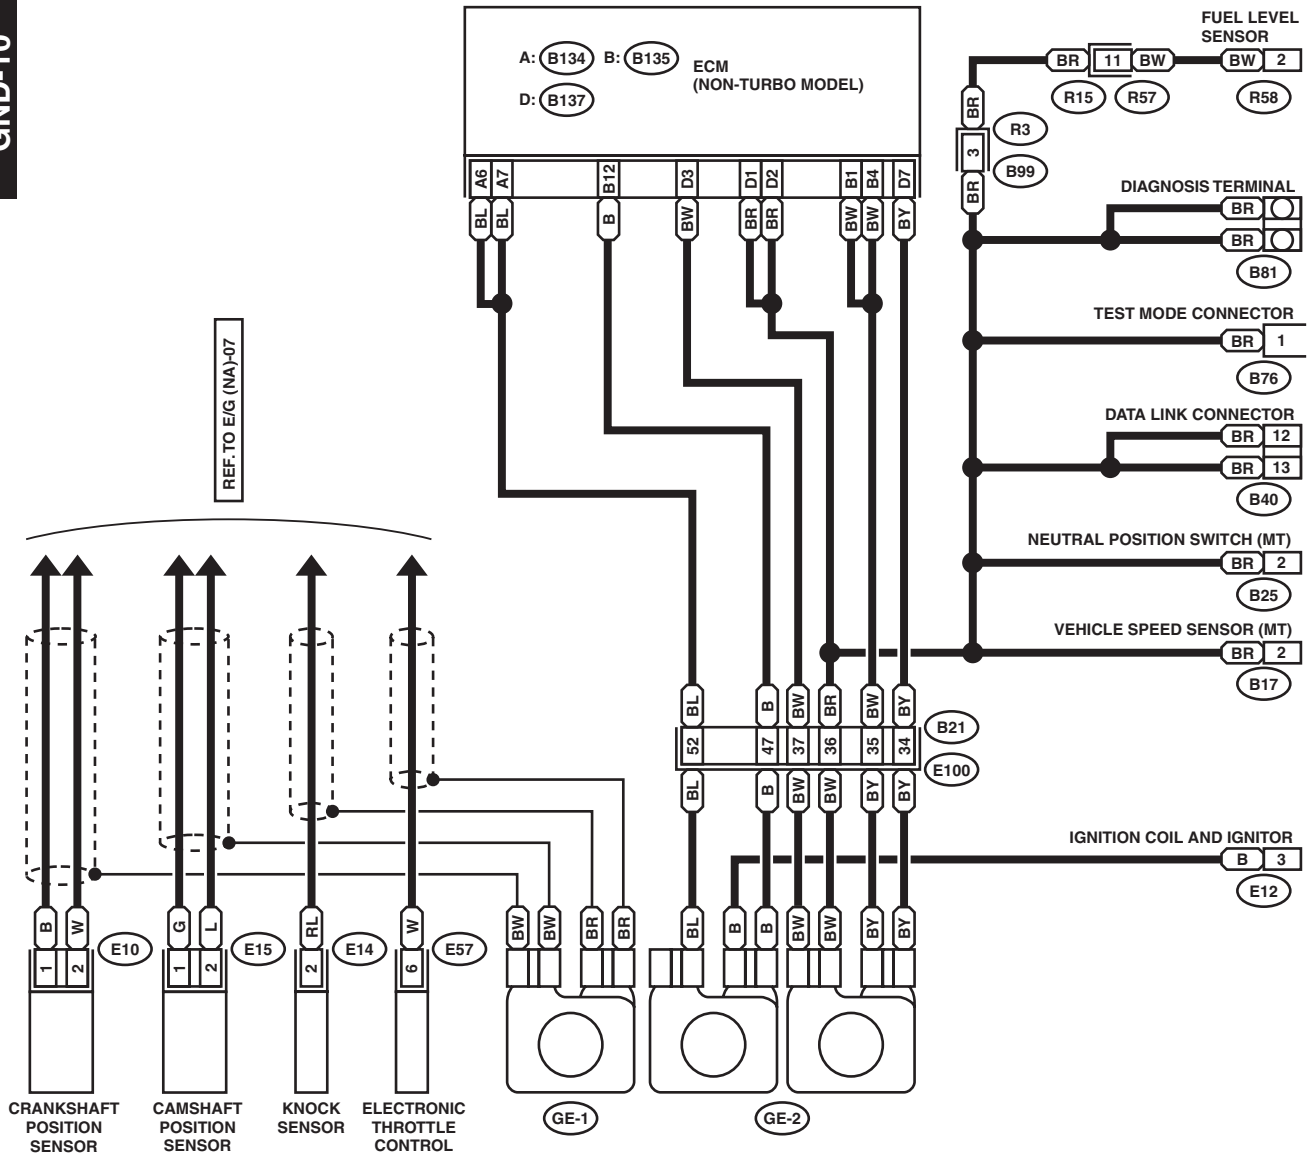 GND-10
A: B134 B: B135
D: B137
ECM
(NON-TURBO MODEL)
A6 A7 B12 D3 D1 D2 B1 B4 D7
BL BL B BW BR BR BW BW BY
FUEL LEVEL
SENSOR
BR 11 BW BW 2
R15 R57 R58
BR
R3
3
B99
BR
DIAGNOSIS TERMINAL
BR
BR
B81
TEST MODE CONNECTOR
BR 1
B76
DATA LINK CONNECTOR
BR 12
BR 13
B40
NEUTRAL POSITION SWITCH (MT)
BR 2
B25
VEHICLE SPEED SENSOR (MT)
BR 2
B17
REF. TO E/G (NA)-07
BL B BW BR BW BY
52 47 37 36 35 34
B21
E100
BL B BW BW BY BY
IGNITION COIL AND IGNITOR
B 3
E12
B W G L RL W
1 2 E10 1 2 E15 2 E14 6 E57
BW BW BR BR BL B B BW BW BY BY
CRANKSHAFT
POSITION
SENSOR
CAMSHAFT
POSITION
SENSOR
KNOCK
SENSOR
ELECTRONIC
THROTTLE
CONTROL
GE-1
GE-2